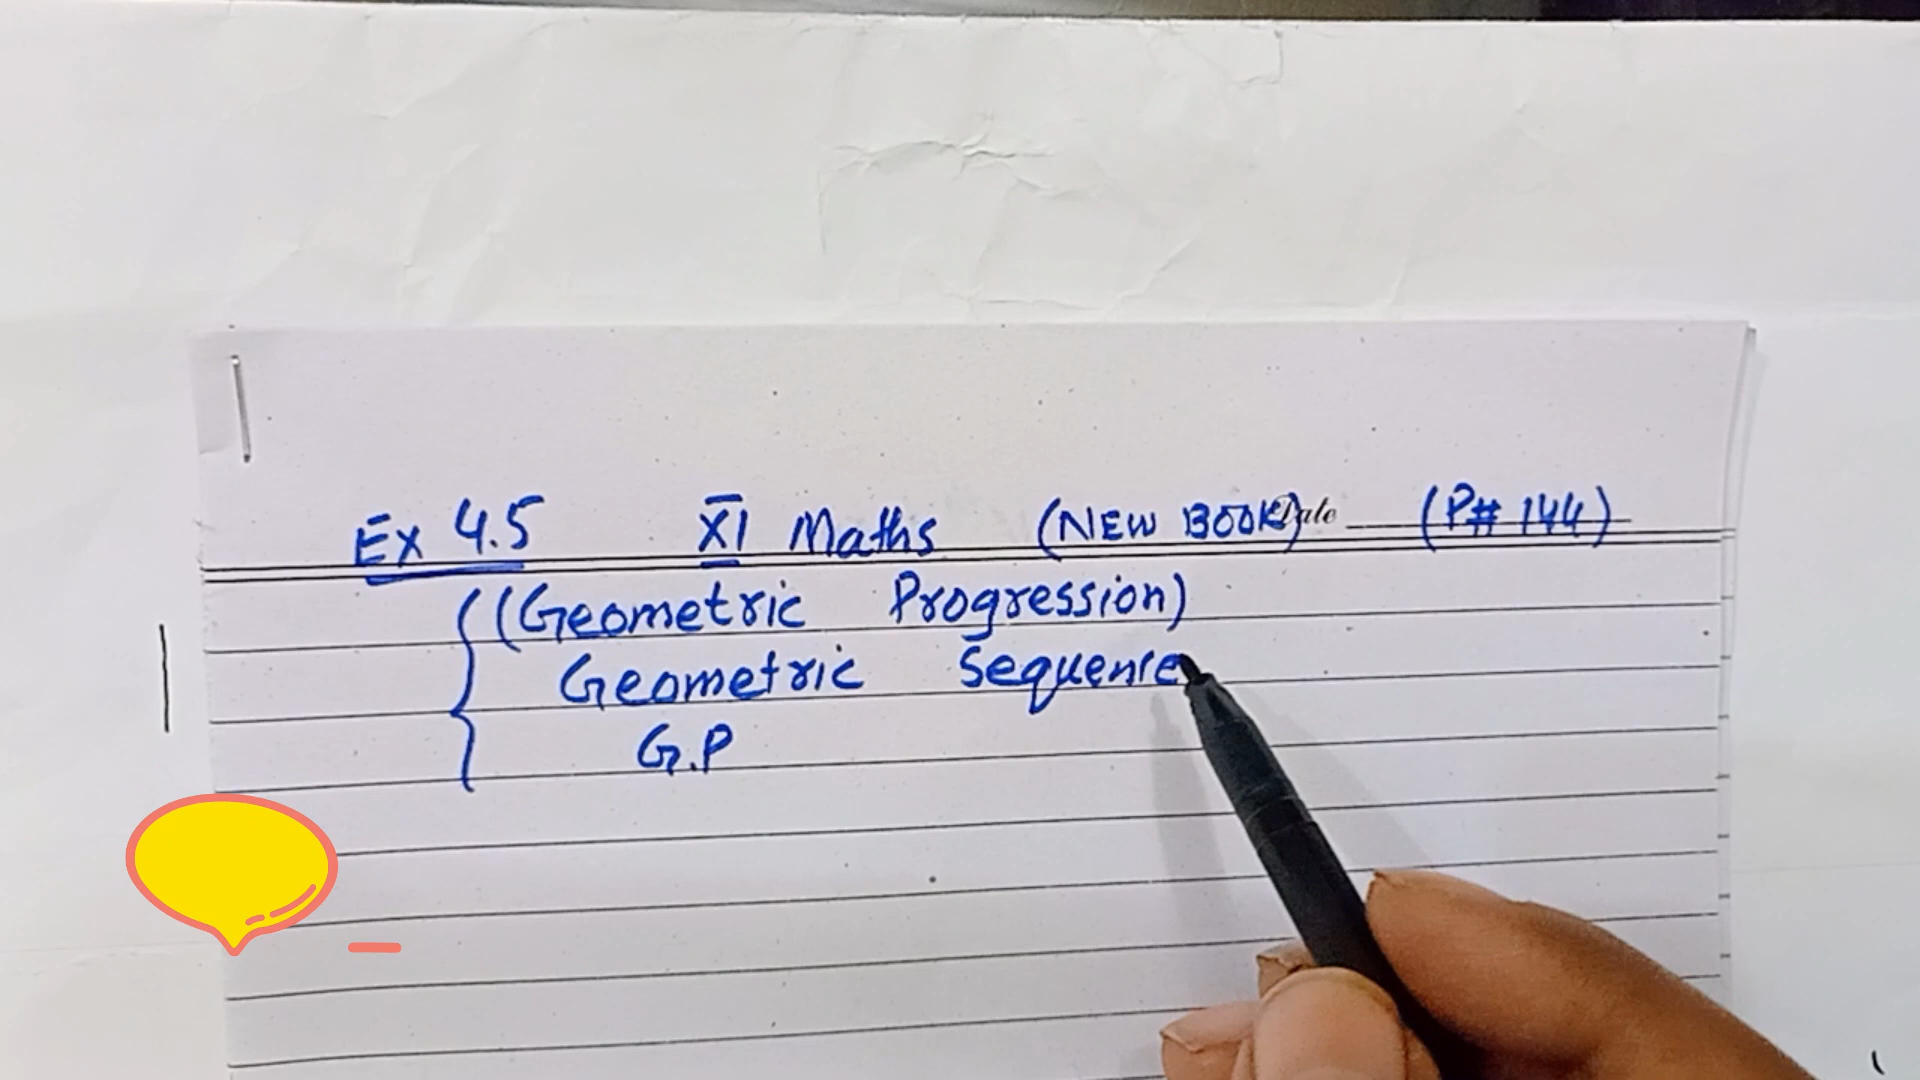 Ex 4.5 XI Maths (NEW BOOK) Date (P# 144)
(Geometric Progression)
Geometric Sequence
G.P